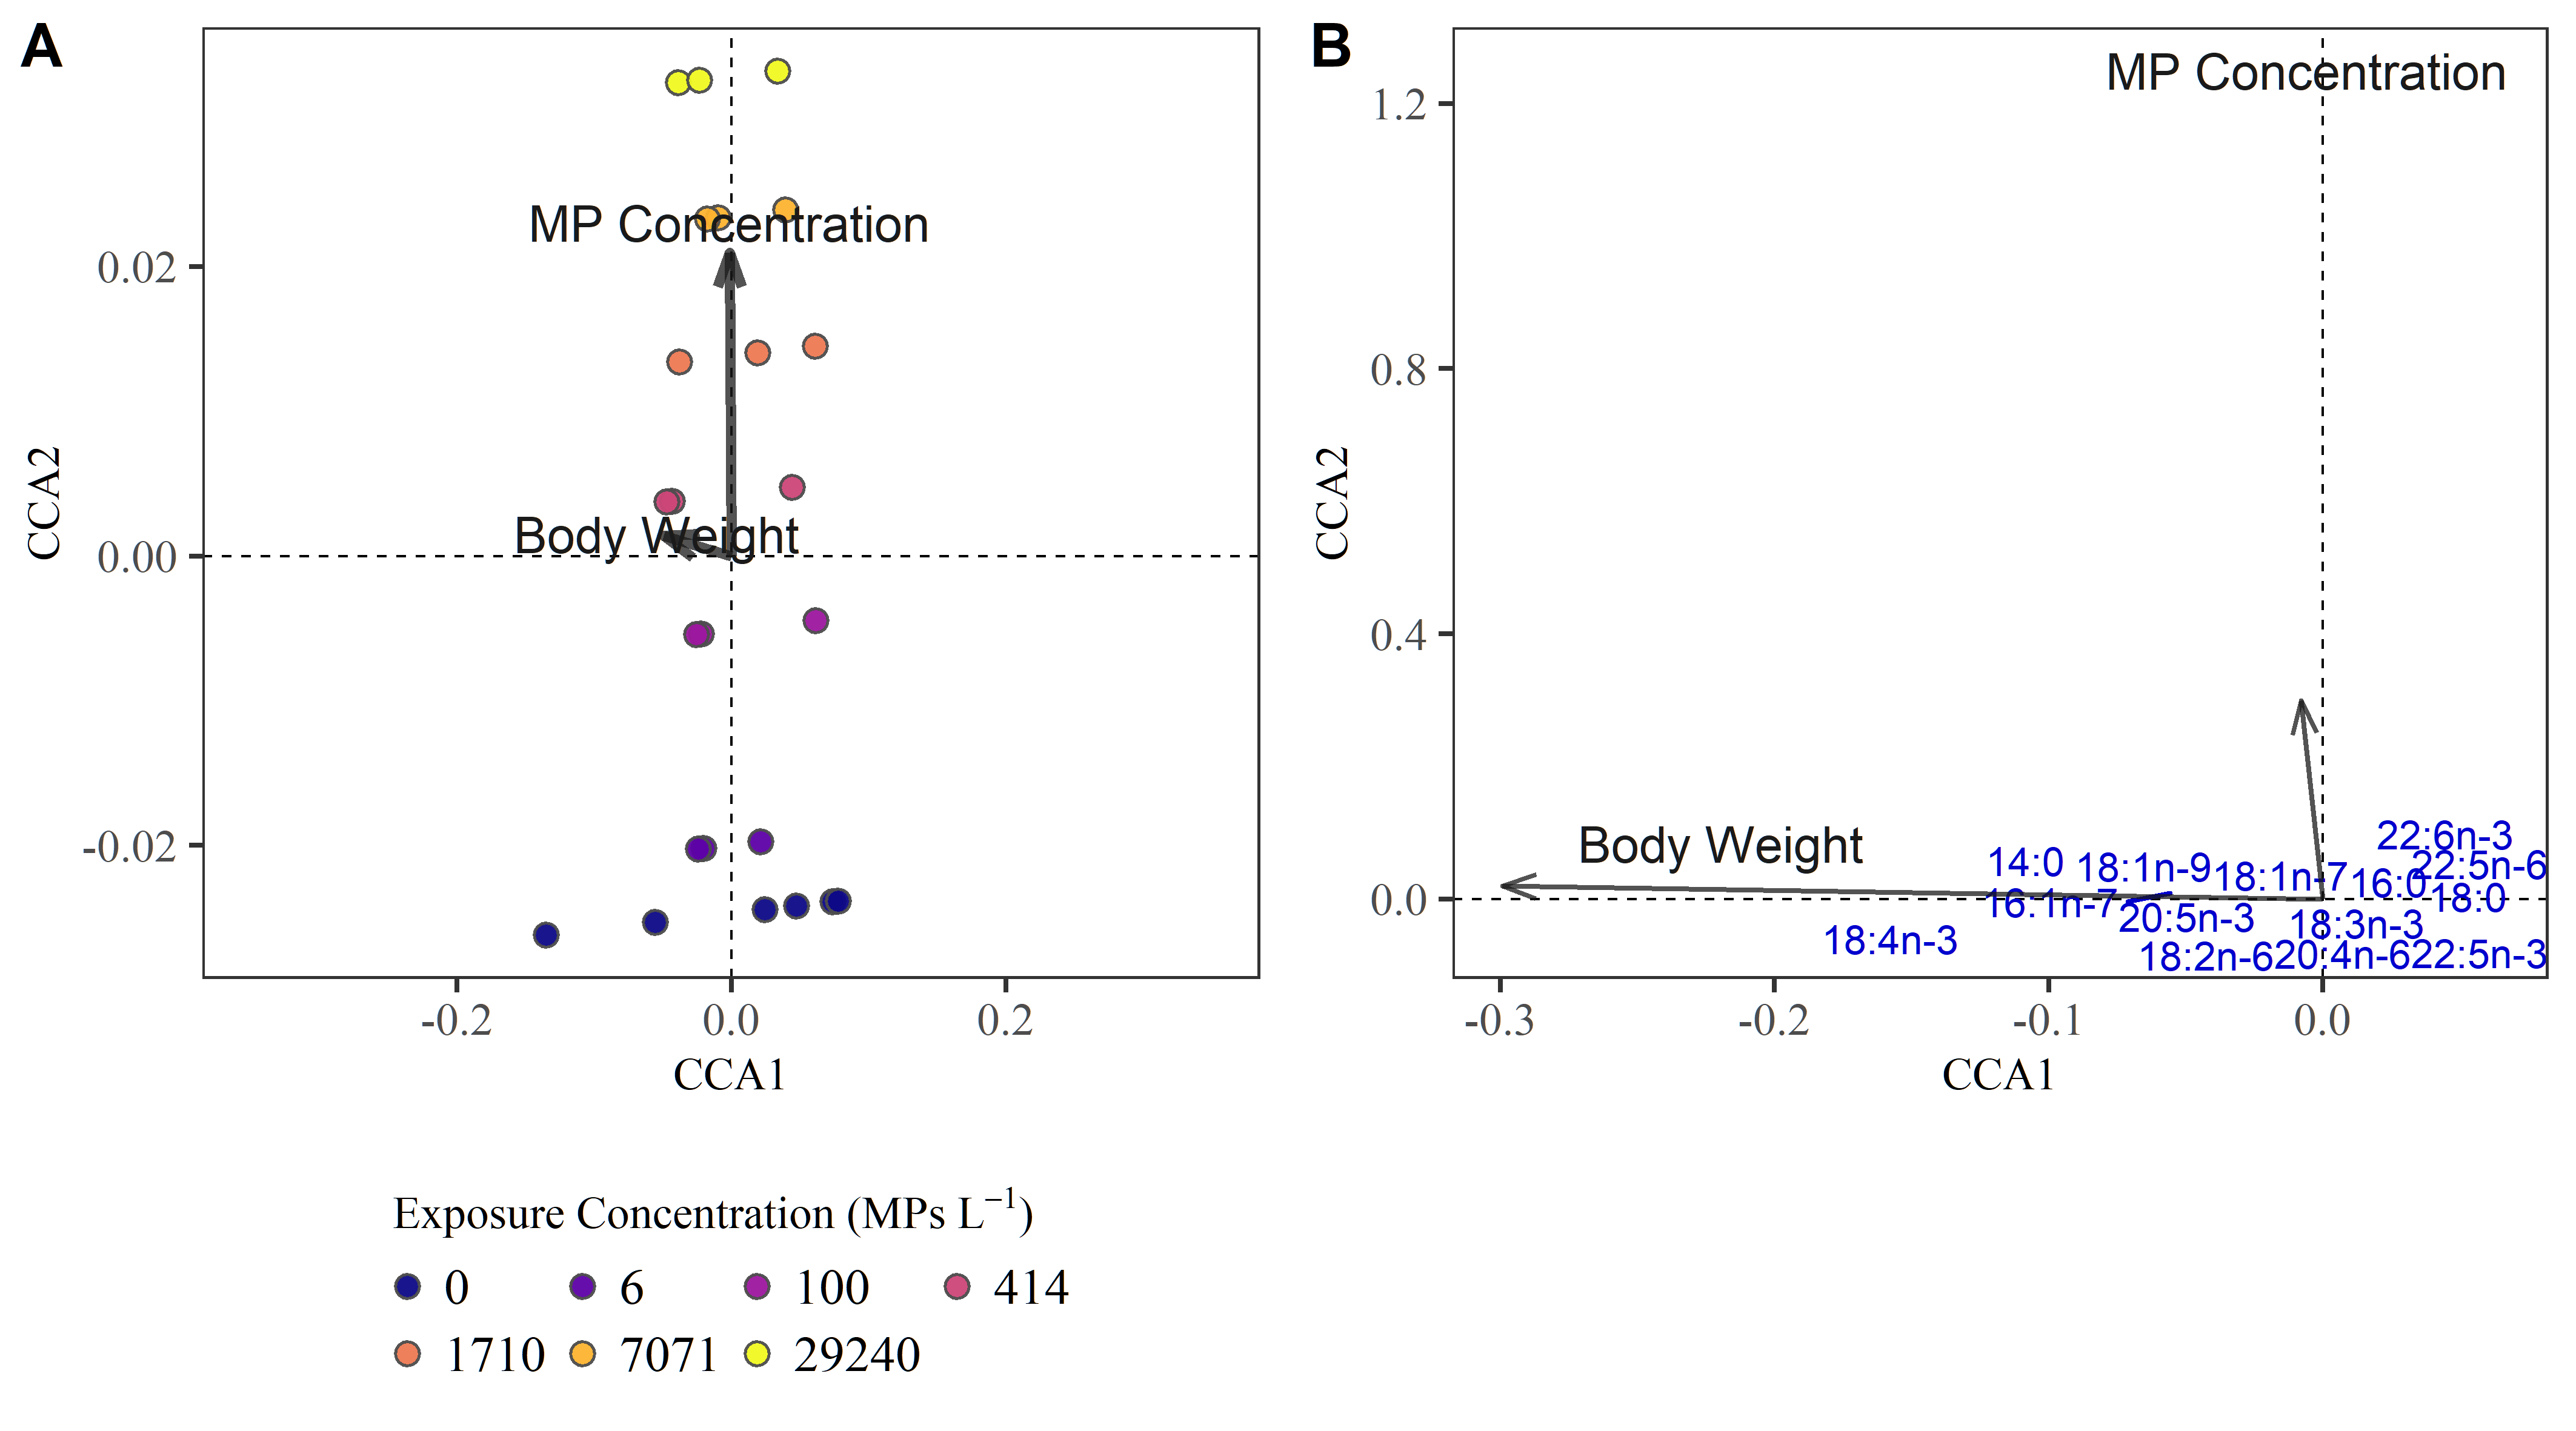 A
CCA2
0.02
0.00
-0.02
MP Concentration
Body Weight
-0.2
0.0
0.2
CCA1
Exposure Concentration (MPs L⁻¹)
0 6 100 414
1710 7071 29240
B
CCA2
1.2
0.8
0.4
0.0
MP Concentration
Body Weight
22:6n-3
14:0 18:1n-9 18:1n-7 16:0 22:5n-6
16:1n-7 20:5n-3 18:3n-3 18:0
18:4n-3 18:2n-6 20:4n-6 22:5n-3
-0.3
-0.2
-0.1
0.0
CCA1